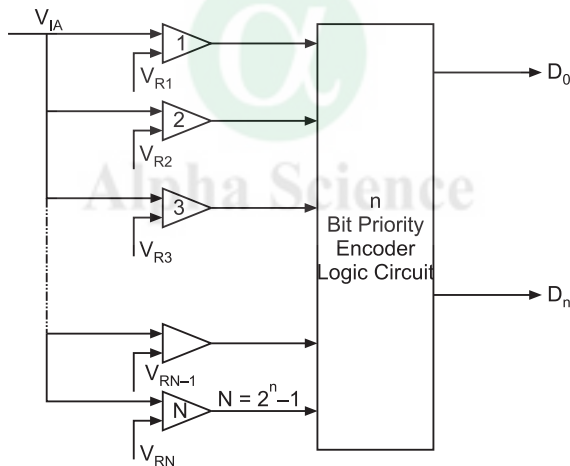 V_IA
1
V_R1
2
V_R2
α
Alpha Science
3
V_R3
n
Bit Priority
Encoder
Logic Circuit
D_0
D_n
V_RN–1
N
N = 2^n –1
V_RN